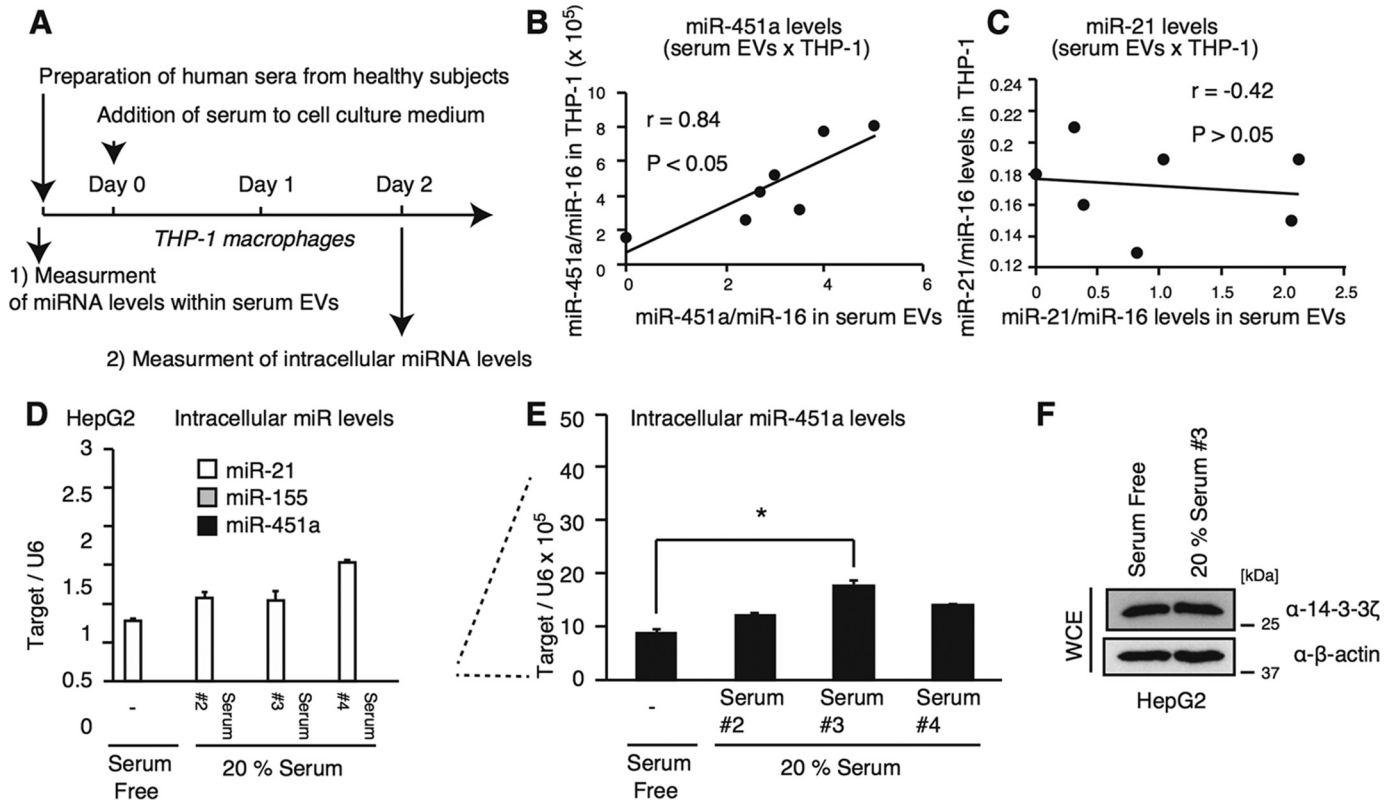 A
Preparation of human sera from healthy subjects
Addition of serum to cell culture medium
Day 0
Day 1
Day 2
THP-1 macrophages
1) Measurment
of miRNA levels within serum EVs
2) Measurment of intracellular miRNA levels
B
miR-451a levels
(serum EVs x THP-1)
miR-451a/miR-16 in THP-1 (x 10⁵)
10
8
6
4
2
0
r = 0.84
P < 0.05
0
2
4
6
miR-451a/miR-16 in serum EVs
C
miR-21 levels
(serum EVs x THP-1)
miR-21/miR-16 levels in THP-1
0.24
0.22
0.2
0.18
0.16
0.14
0.12
r = -0.42
P > 0.05
0
0.5
1.0
1.5
2.0
2.5
miR-21/miR-16 levels in serum EVs
D
HepG2
Intracellular miR levels
Target / U6
3
2.5
2
1.5
1
0.5
0
miR-21
miR-155
miR-451a
-
#2
Serum
#3
Serum
#4
Serum
Serum
Free
20 % Serum
E
Intracellular miR-451a levels
Target / U6 x 10⁵
50
40
30
20
10
0
*
-
Serum
#2
Serum
#3
Serum
#4
Serum
Free
20 % Serum
F
Serum Free
20 % Serum #3
[kDa]
WCE
α-14-3-3ζ
25
α-β-actin
37
HepG2